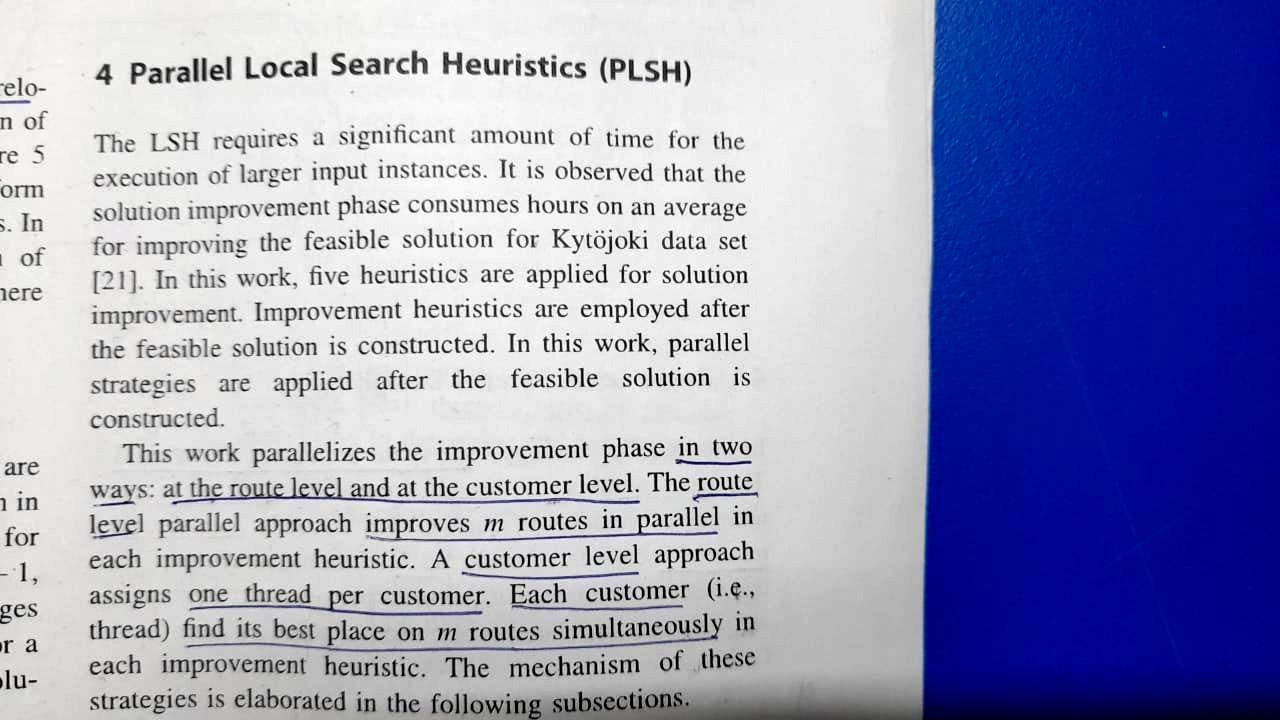 4 Parallel Local Search Heuristics (PLSH)
The LSH requires a significant amount of time for the
execution of larger input instances. It is observed that the
solution improvement phase consumes hours on an average
for improving the feasible solution for Kytöjoki data set
[21]. In this work, five heuristics are applied for solution
improvement. Improvement heuristics are employed after
the feasible solution is constructed. In this work, parallel
strategies are applied after the feasible solution is
constructed.
This work parallelizes the improvement phase in two
ways: at the route level and at the customer level. The route
level parallel approach improves m routes in parallel in
each improvement heuristic. A customer level approach
assigns one thread per customer. Each customer (i.e.,
thread) find its best place on m routes simultaneously in
each improvement heuristic. The mechanism of these
strategies is elaborated in the following subsections.
of
5
In
of
are
in
for
1,
a